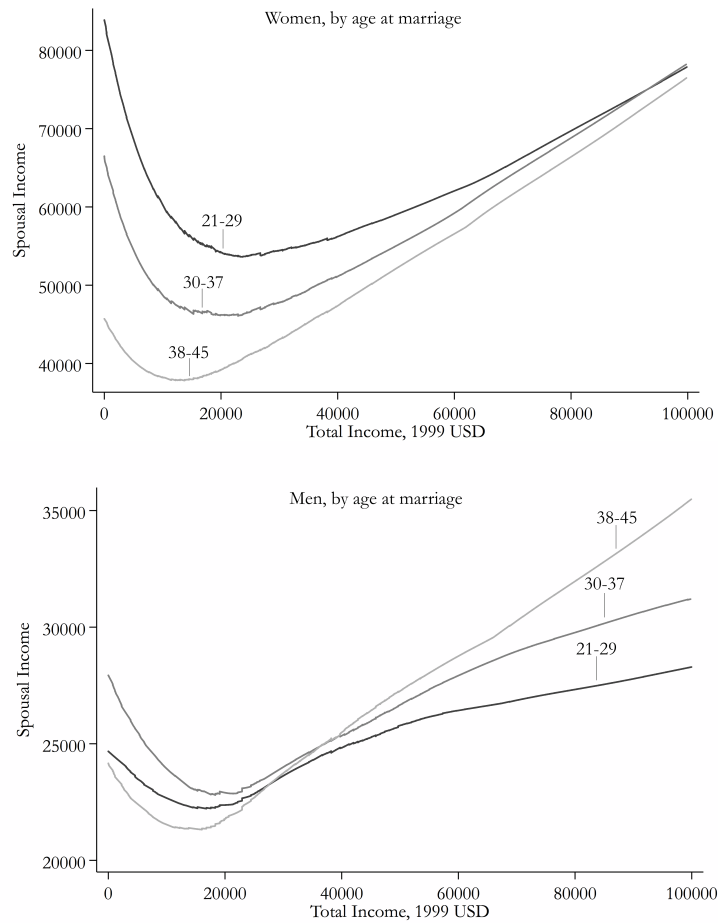 Women, by age at marriage
80000
70000
60000
50000
40000
Spousal Income
21-29
30-37
38-45
0 20000 40000 60000 80000 100000
Total Income, 1999 USD
Men, by age at marriage
35000
30000
25000
20000
Spousal Income
38-45
30-37
21-29
0 20000 40000 60000 80000 100000
Total Income, 1999 USD